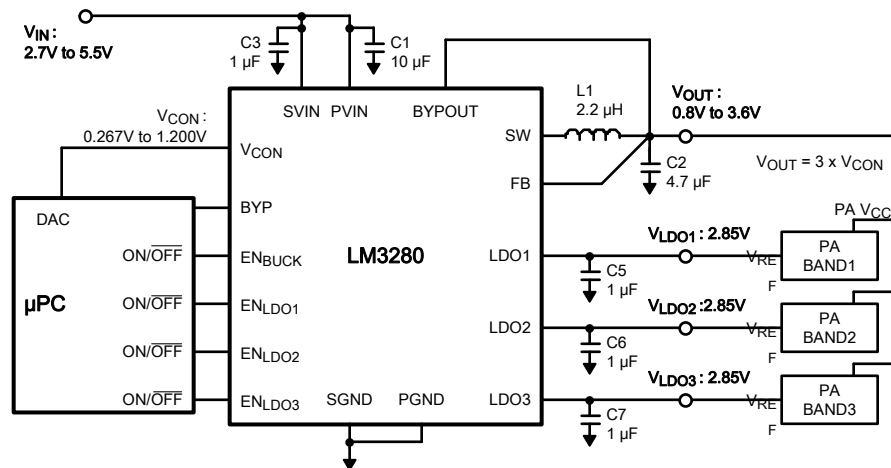 VIN :
2.7V to 5.5V
C3
1 µF
C1
10 µF
SVIN PVIN BYPOUT
L1
2.2 µH
VOUT :
0.8V to 3.6V
VCON :
0.267V to 1.200V
VCON
SW
C2
4.7 µF
VOUT = 3 x VCON
FB
DAC
BYP
PA VCC
µPC
ON/OFF
ENBUCK
LM3280
LDO1
VLDO1 : 2.85V
VRE
F
PA
BAND1
C5
1 µF
ON/OFF
ENLDO1
LDO2
VLDO2 : 2.85V
VRE
F
PA
BAND2
C6
1 µF
ON/OFF
ENLDO2
ON/OFF
ENLDO3
SGND PGND
LDO3
VLDO3 : 2.85V
VRE
F
PA
BAND3
C7
1 µF